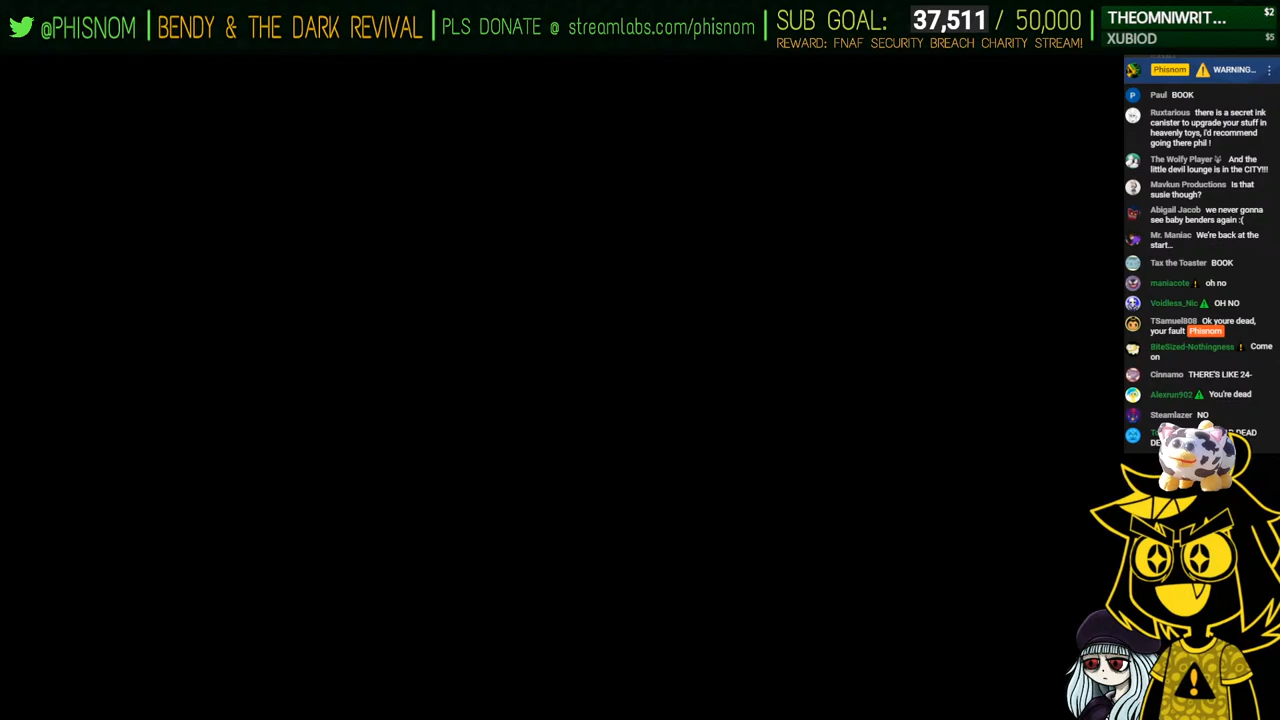 @PHISNOM
BENDY & THE DARK REVIVAL
PLS DONATE @ streamlabs.com/phisnom
SUB GOAL: 37,511 / 50,000
REWARD: FNAF SECURITY BREACH CHARITY STREAM!
THEOMNIWRIT... $2
XUBIOD $5
Phisnom WARNING...
P Paul BOOK
Ruxtarious there is a secret ink
canister to upgrade your stuff in
heavenly toys, i'd recommend
going there phil !
The Wolfy Player And the
little devil lounge is in the CITY!!!
Mavkun Productions Is that
susie though?
Abigail Jacob we never gonna
see baby benders again :(
Mr. Maniac We're back at the
start...
Tax the Toaster BOOK
maniacote oh no
Voidless_Nic OH NO
TSamuel808 Ok youre dead,
your fault Phisnom
BiteSized-Nothingness Come
on
Cinnamo THERE'S LIKE 24-
Alexrun902 You're dead
Steamlazer NO
DEAD